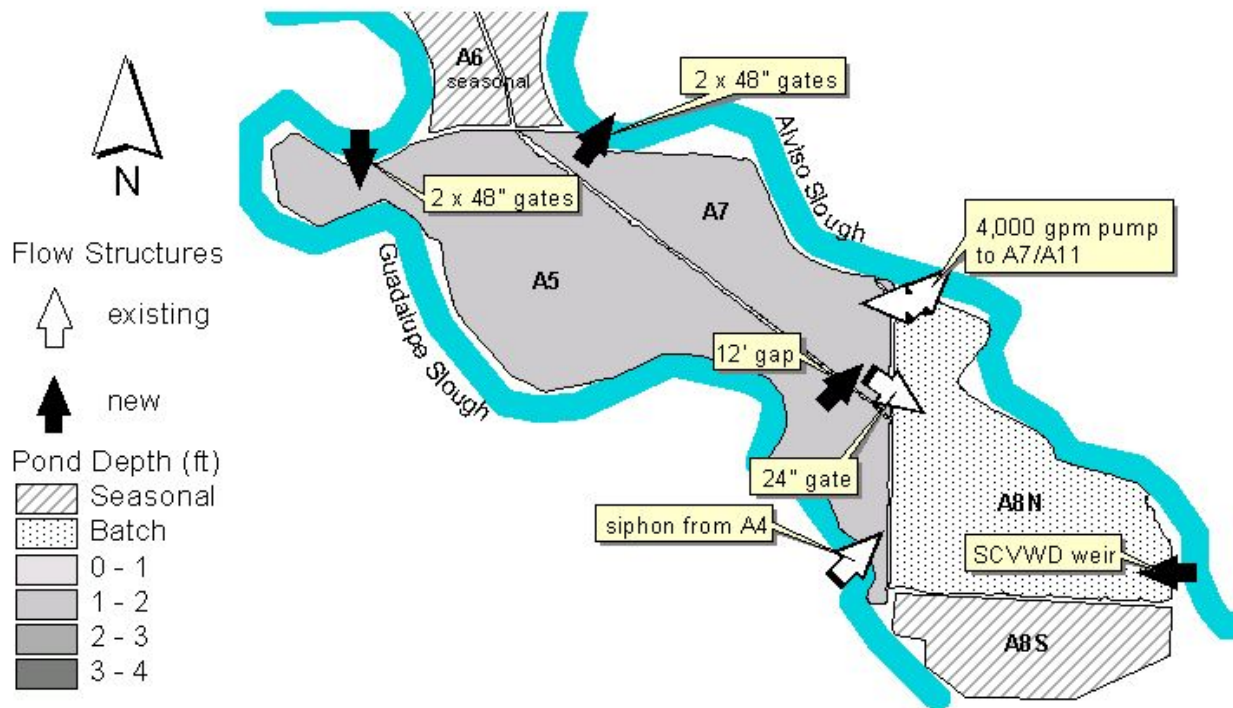 A6
seasonal
2 x 48" gates
Alviso Slough
N
2 x 48" gates
A7
4,000 gpm pump
to A7/A11
Flow Structures
existing
new
A5
Guadalupe Slough
12' gap
24" gate
Pond Depth (ft)
Seasonal
Batch
0 - 1
1 - 2
2 - 3
3 - 4
siphon from A4
A8N
SCVWD weir
A8S